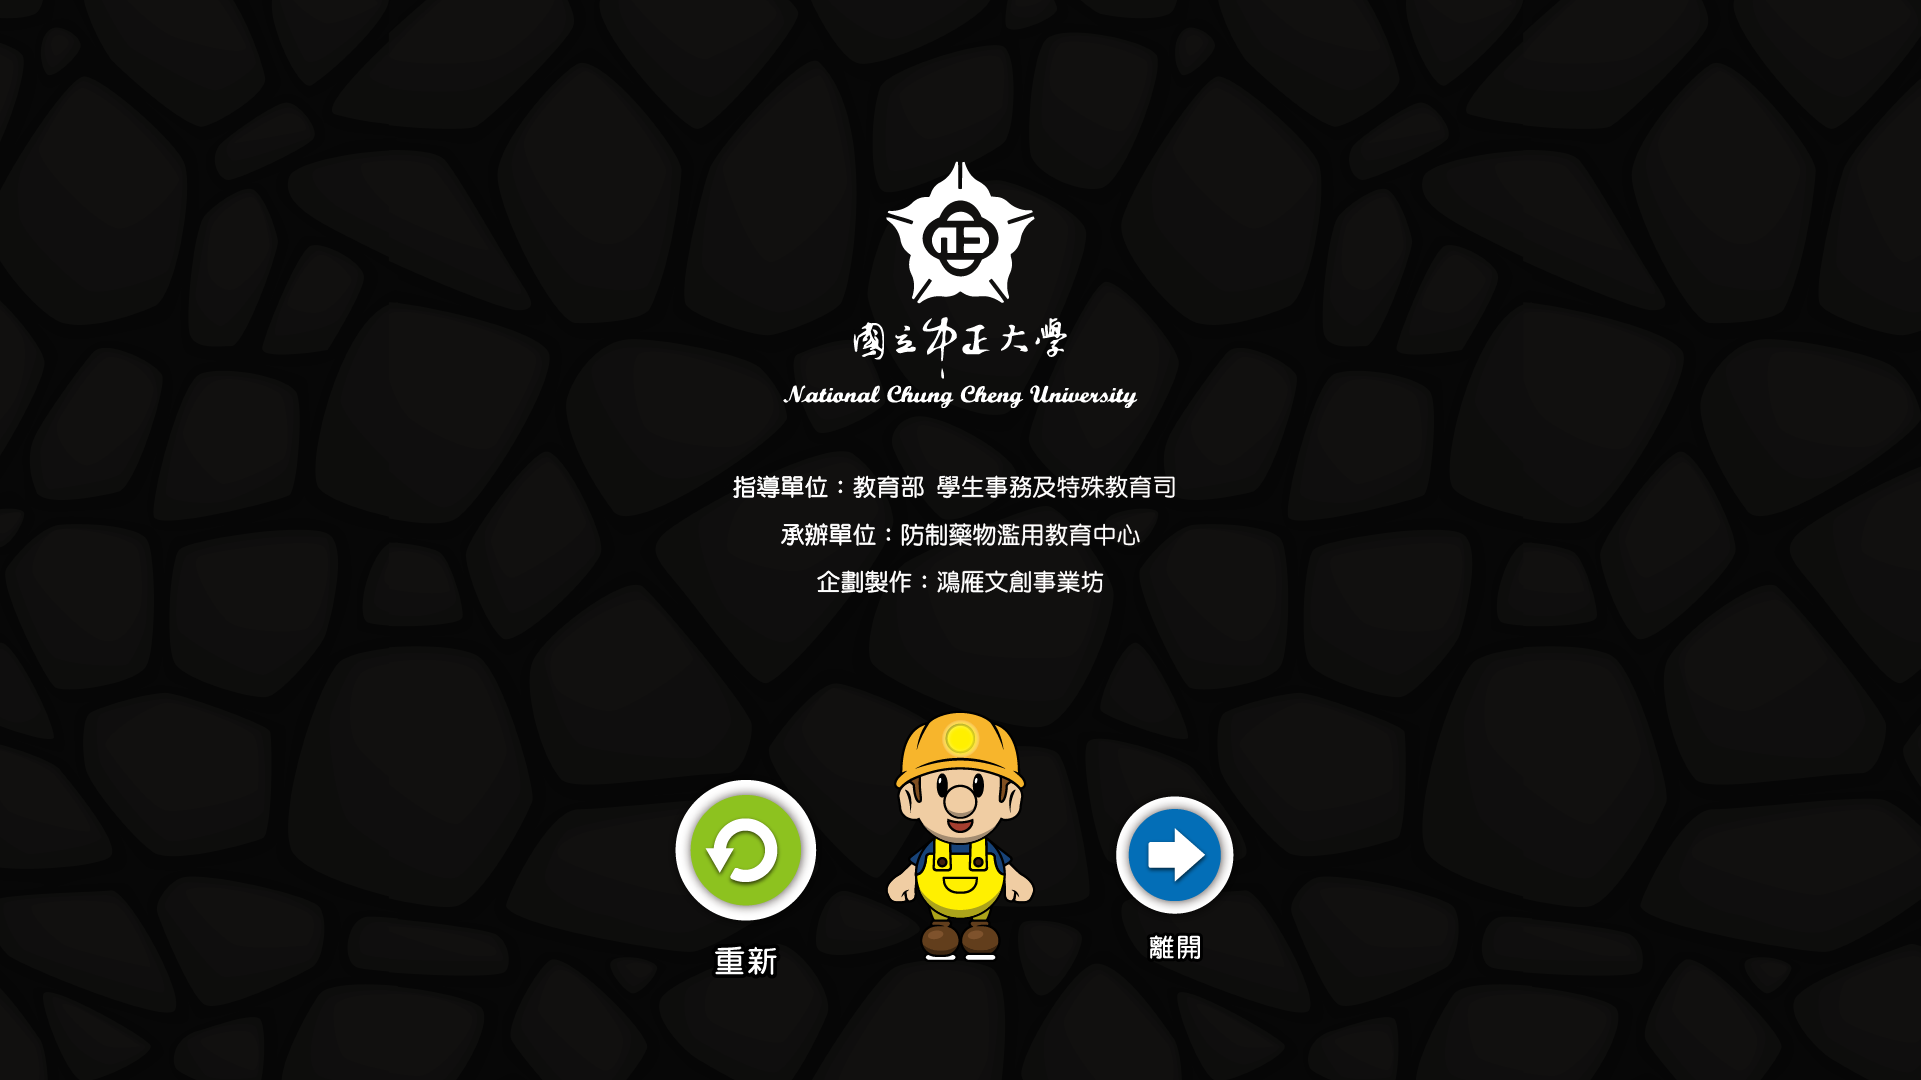 正
國立中正大學
National Chung Cheng University
指導單位：教育部 學生事務及特殊教育司
承辦單位：防制藥物濫用教育中心
企劃製作：鴻雁文創事業坊
重新
離開